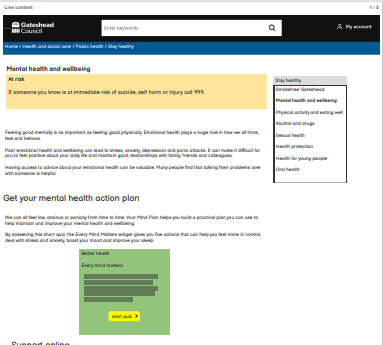 Live content
1 / 3
Gateshead
Council
Enter keywords
My account
Home / Health and social care / Public health / Stay healthy
Mental health and wellbeing
At risk
If someone you know is at immediate risk of suicide, self harm or injury call 999.
Stay healthy
Smokefree Gateshead
Mental health and wellbeing
Physical activity and eating well
Alcohol and drugs
Sexual health
Health protection
Health for young people
Oral health
Feeling good mentally is as important as feeling good physically. Emotional health plays a huge role in how we all think,
feel and behave.
Poor emotional health and wellbeing can lead to stress, anxiety, depression and panic attacks. It can make it difficult for
you to feel positive about your daily life and maintain good relationships with family, friends and colleagues.
Having access to advice about your emotional health can be valuable. Many people find that talking their problems over
with someone is helpful.
Get your mental health action plan
We can all feel low, anxious or panicky from time to time. Your Mind Plan helps you build a practical plan you can use to
help maintain and improve your mental health and wellbeing.
By answering this short quiz, the Every Mind Matters widget gives you five actions that can help you feel more in control,
deal with stress and anxiety, boost your mood and improve your sleep.
Better health
Every mind matters
start quiz >
Support online